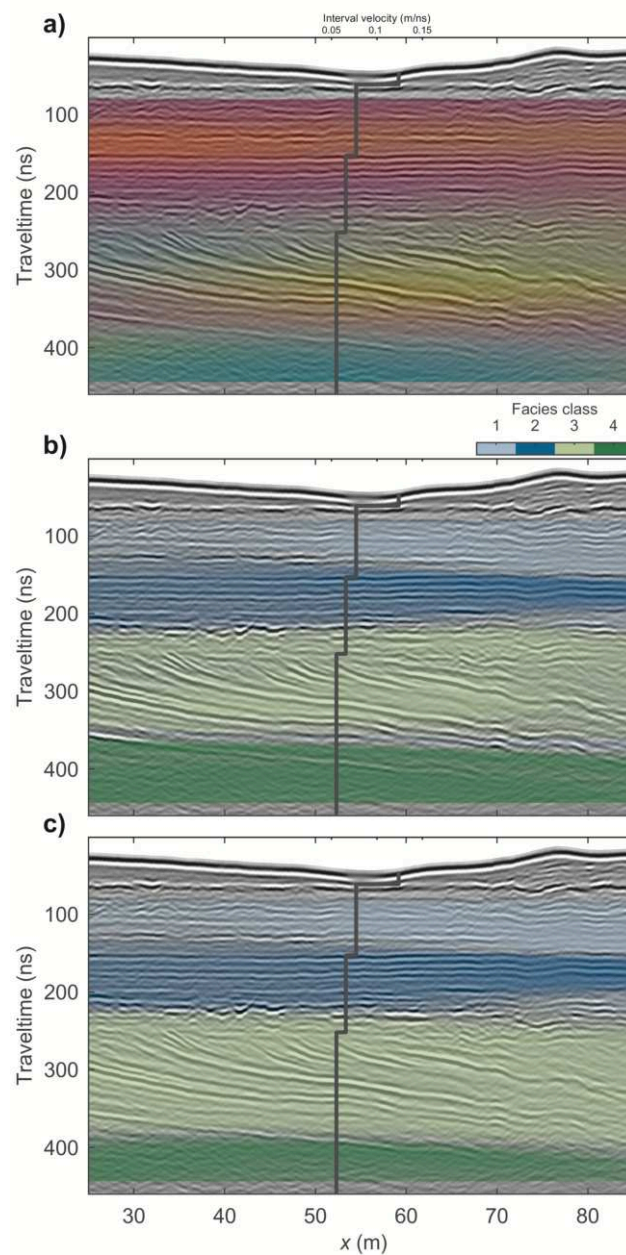 a)
Interval velocity (m/ns)
0.05 0.1 0.15
Traveltime (ns)
100
200
300
400
Facies class
1 2 3 4
b)
Traveltime (ns)
100
200
300
400
c)
Traveltime (ns)
100
200
300
400
30 40 50 60 70 80
x (m)